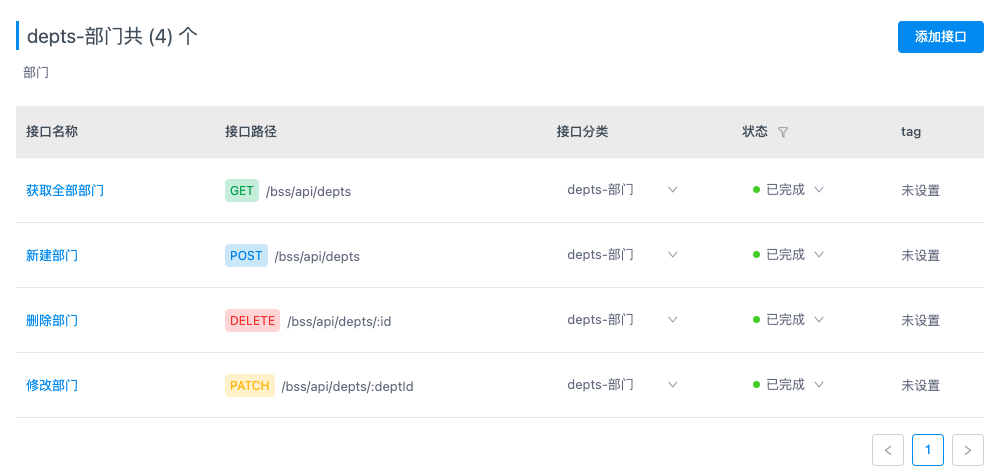 depts-部门共 (4) 个
添加接口
部门
接口名称 接口路径 接口分类 状态 tag
获取全部部门 GET /bss/api/depts depts-部门 已完成 未设置
新建部门 POST /bss/api/depts depts-部门 已完成 未设置
删除部门 DELETE /bss/api/depts/:id depts-部门 已完成 未设置
修改部门 PATCH /bss/api/depts/:deptId depts-部门 已完成 未设置
< 1 >